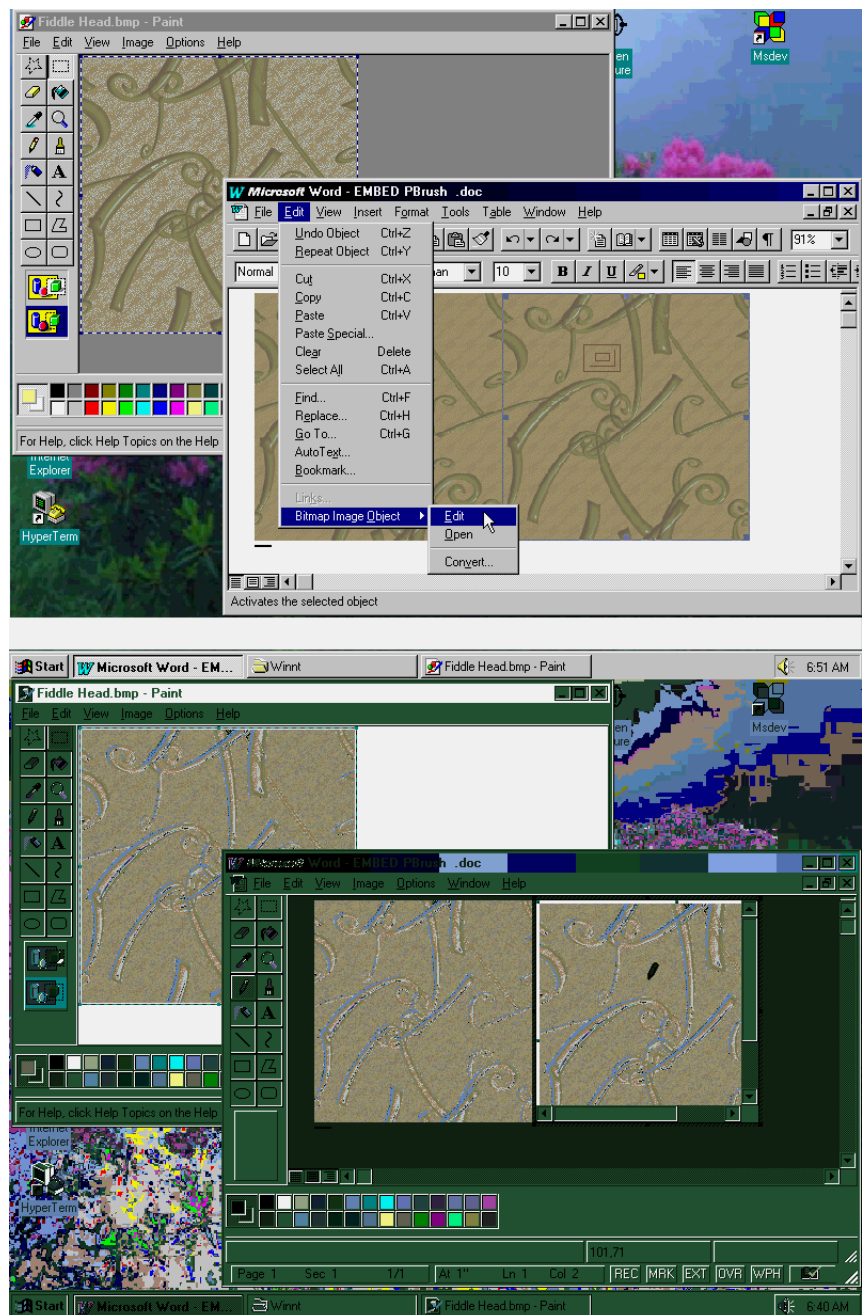 Fiddle Head.bmp - Paint
File Edit View Image Options Help
en
ure
Msdev
A
Microsoft Word - EMBED PBrush .doc
File Edit View Insert Format Tools Table Window Help
91%
Normal
an
10
B I U
Undo Object Ctrl+Z
Repeat Object Ctrl+Y
Cut Ctrl+X
Copy Ctrl+C
Paste Ctrl+V
Paste Special...
Clear Delete
Select All Ctrl+A
Find... Ctrl+F
Replace... Ctrl+H
Go To... Ctrl+G
AutoText...
Bookmark...
Links...
Bitmap Image Object
Edit
Open
Convert...
For Help, click Help Topics on the Help
Internet
Explorer
HyperTerm
Activates the selected object
Start
Microsoft Word - EM...
Winnt
Fiddle Head.bmp - Paint
6:51 AM
Fiddle Head.bmp - Paint
File Edit View Image Options Help
en
ure
Msdev
A
Microsoft Word - EMBED PBrush .doc
File Edit View Image Options Window Help
A
For Help, click Help Topics on the Help
Internet
Explorer
HyperTerm
101,71
Page 1 Sec 1 1/1 At 1" Ln 1 Col 2 REC MRK EXT OVR WPH
Start
Microsoft Word - EM...
Winnt
Fiddle Head.bmp - Paint
6:40 AM